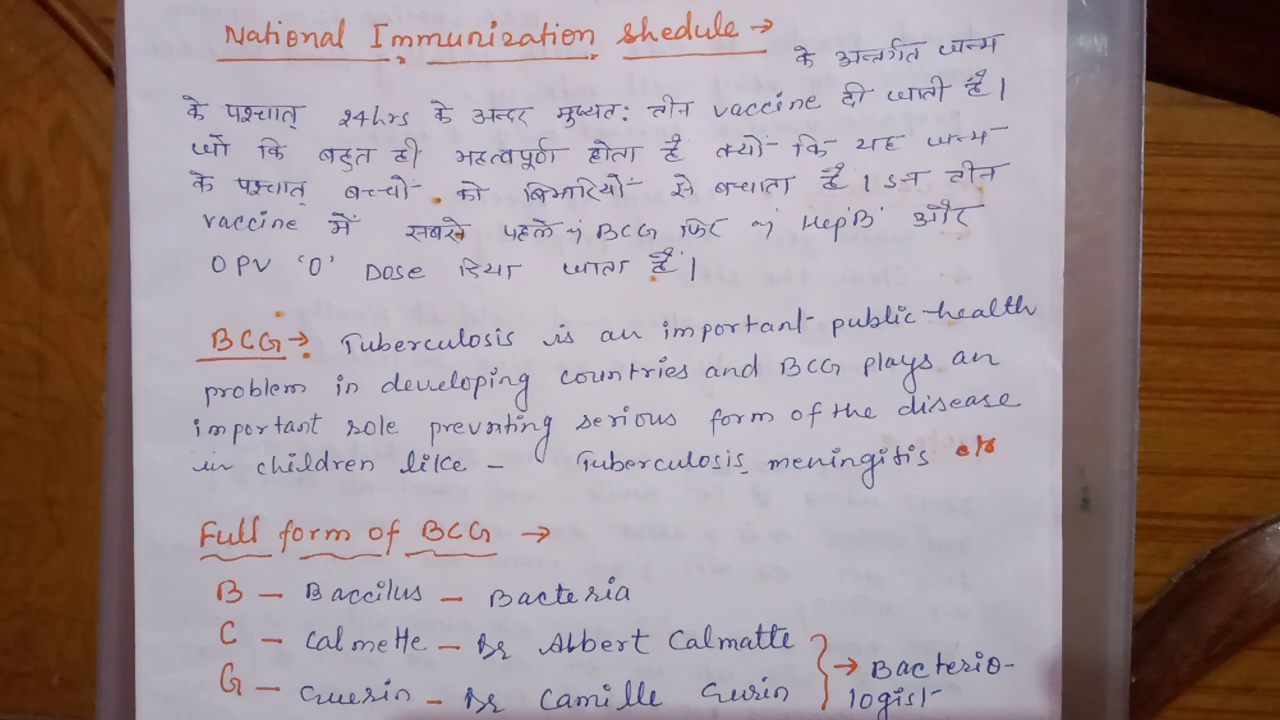 National Immunization Shedule →
के अन्तर्गत जन्म
के पश्चात् 24hrs के अन्दर मुख्यत: तीन vaccine दी जाती है।
जो कि बहुत ही महत्वपूर्ण होता है क्यों कि यह जन्म
के पश्चात् बच्चों को बिमारियों से बचाता है। इन तीन
vaccine में सबसे पहले inj BCG फिर inj HepB और
OPV '0' DOSE दिया जाता है।
BCG → Tuberculosis is an important public health
problem in developing countries and BCG plays an
important role prevnting serious form of the disease
in children like - Tuberculosis meningitis
Full form of BCG →
B - Baccilus - Bacteria
C - Calmette - Dr Albert Calmatte
G - Guerin - Dr Camille Gurin
} → Bacterio-
logist